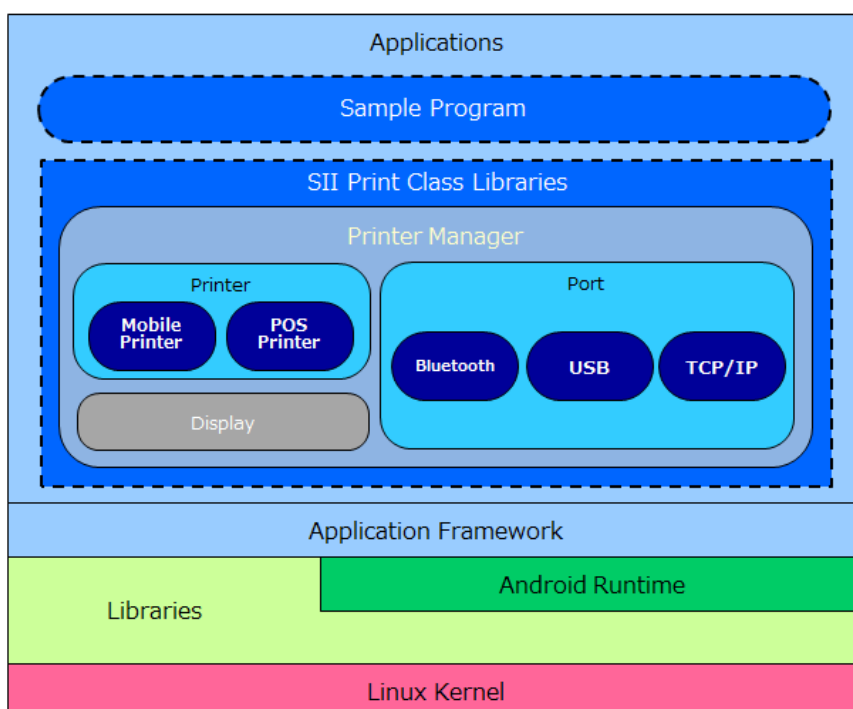 Applications
Sample Program
SII Print Class Libraries
Printer Manager
Printer
Mobile
Printer
POS
Printer
Display
Port
Bluetooth
USB
TCP/IP
Application Framework
Libraries
Android Runtime
Linux Kernel